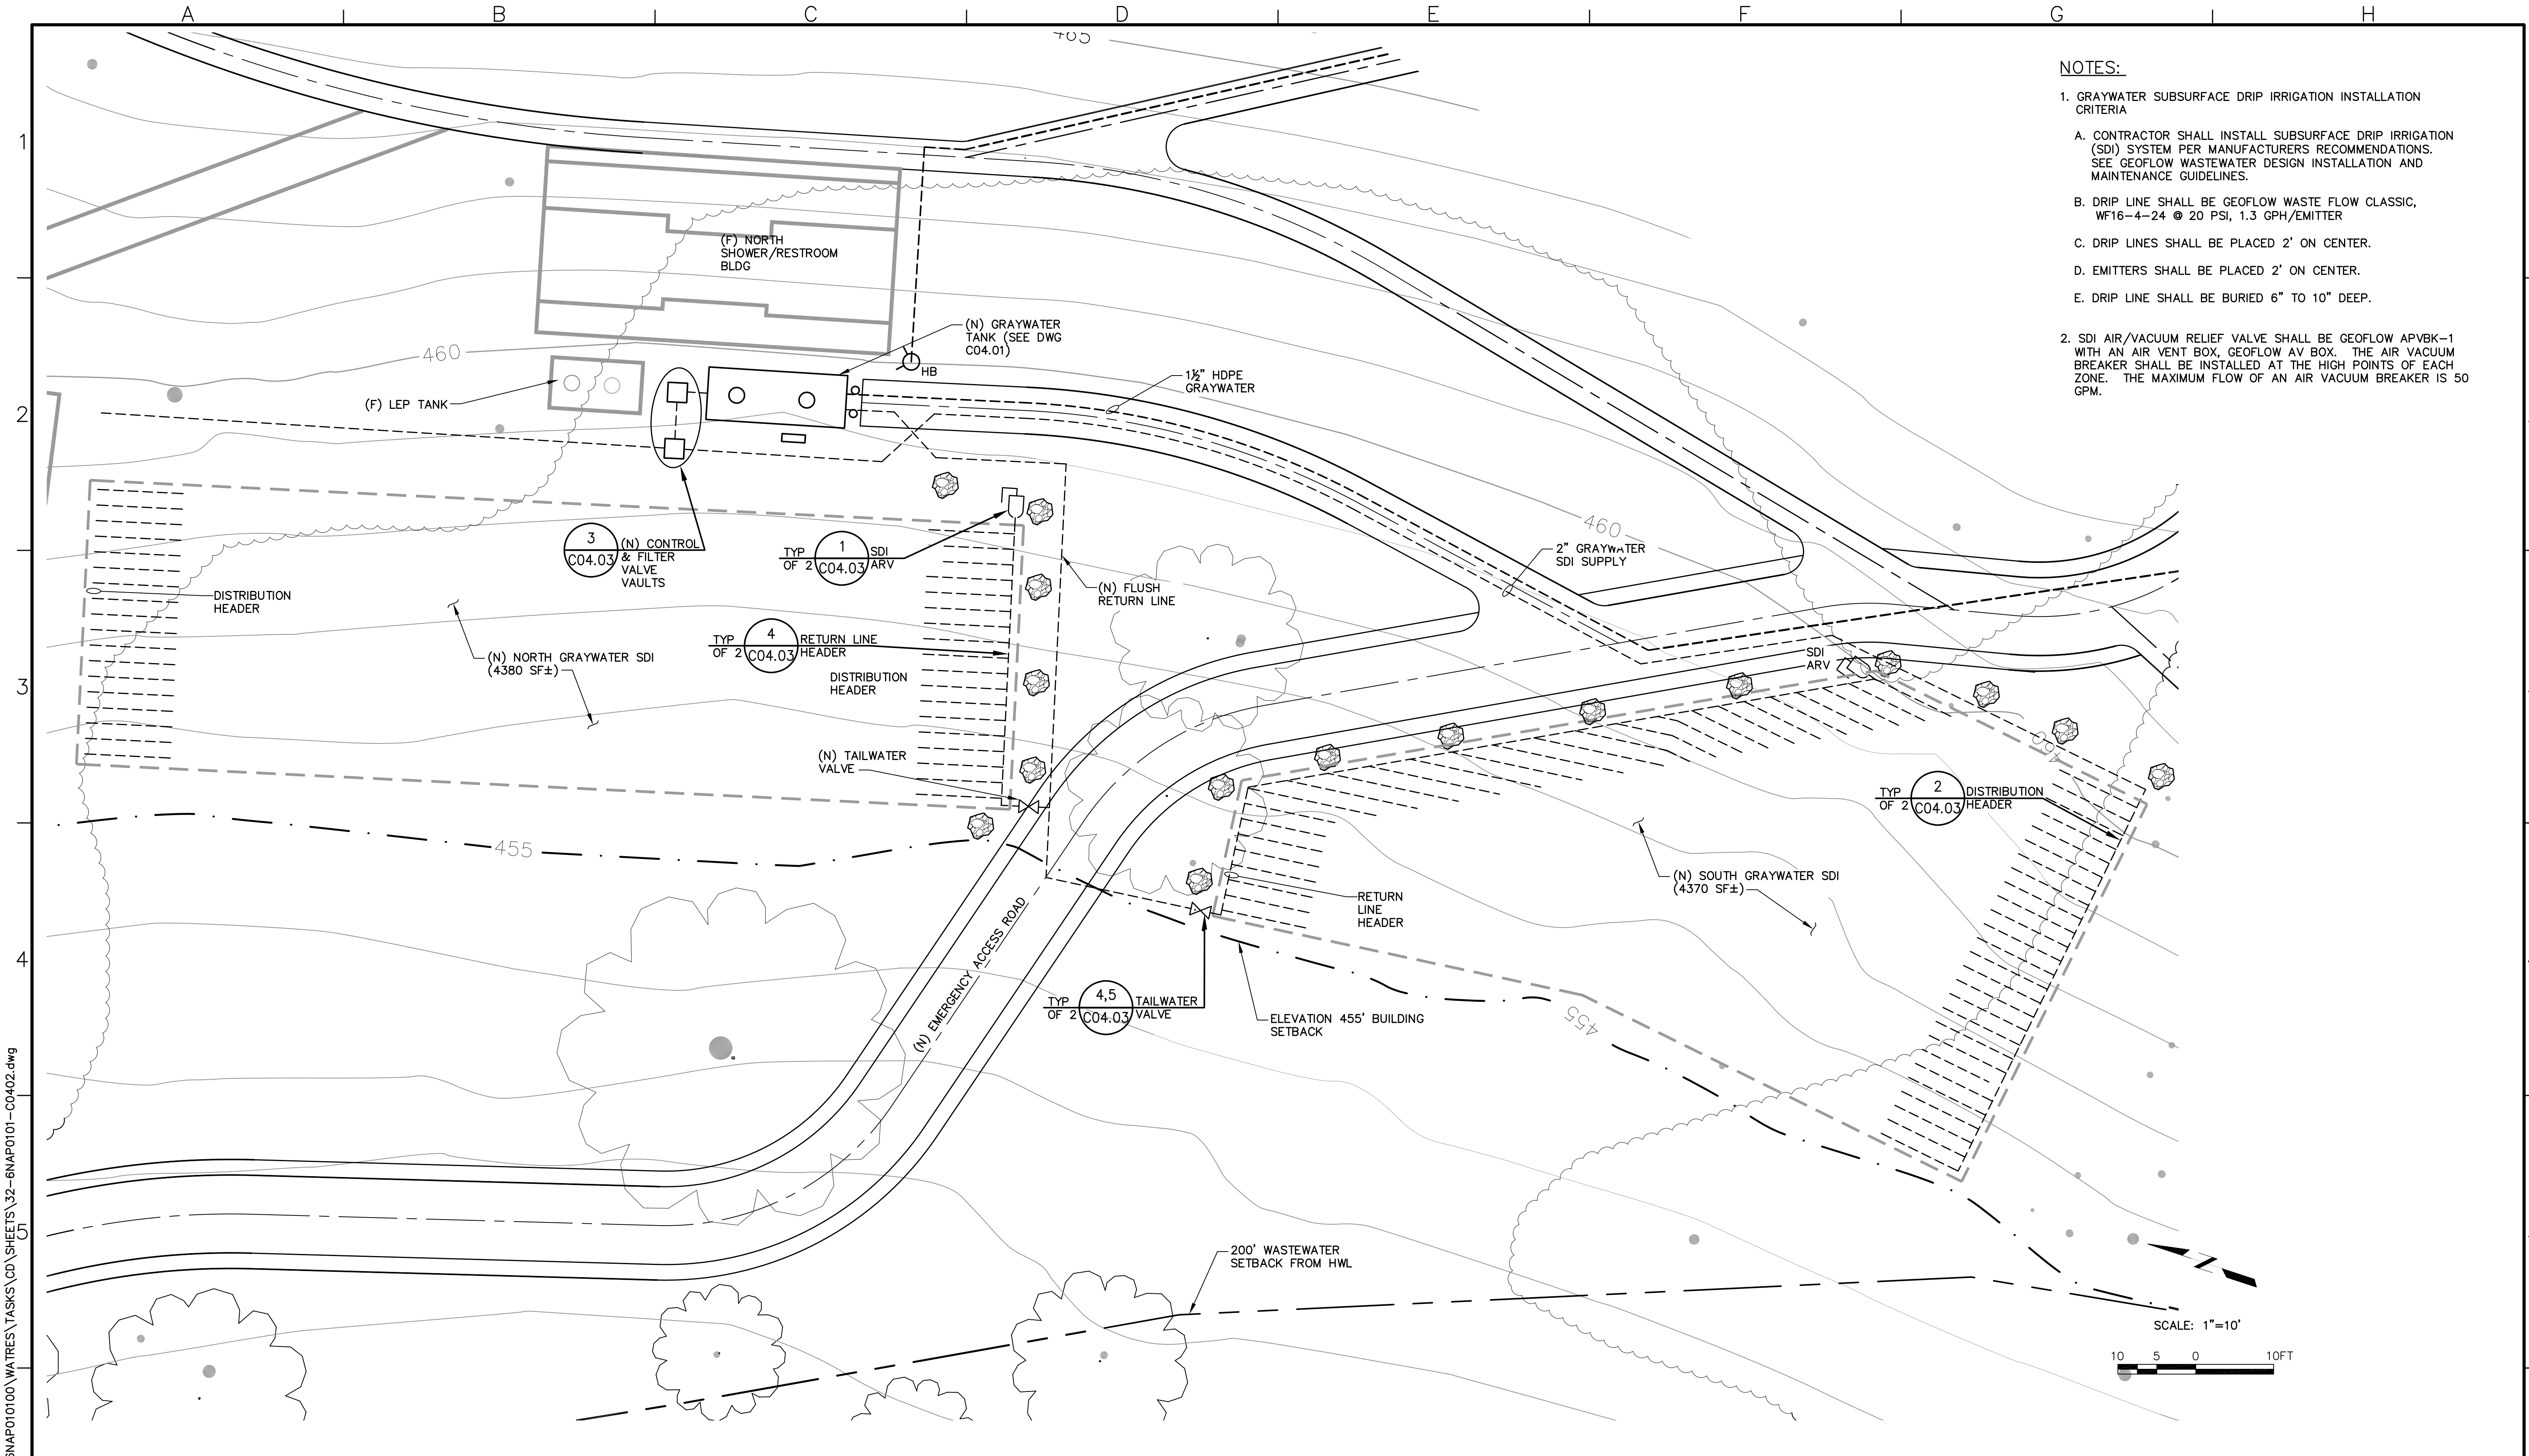 A
B
C
D
E
F
G
H
1
2
3
4
5
465
NOTES:
1. GRAYWATER SUBSURFACE DRIP IRRIGATION INSTALLATION
CRITERIA
A. CONTRACTOR SHALL INSTALL SUBSURFACE DRIP IRRIGATION
(SDI) SYSTEM PER MANUFACTURERS RECOMMENDATIONS.
SEE GEOFLOW WASTEWATER DESIGN INSTALLATION AND
MAINTENANCE GUIDELINES.
B. DRIP LINE SHALL BE GEOFLOW WASTE FLOW CLASSIC,
WF16-4-24 @ 20 PSI, 1.3 GPH/EMITTER
C. DRIP LINES SHALL BE PLACED 2' ON CENTER.
D. EMITTERS SHALL BE PLACED 2' ON CENTER.
E. DRIP LINE SHALL BE BURIED 6" TO 10" DEEP.
2. SDI AIR/VACUUM RELIEF VALVE SHALL BE GEOFLOW APVBK-1
WITH AN AIR VENT BOX, GEOFLOW AV BOX. THE AIR VACUUM
BREAKER SHALL BE INSTALLED AT THE HIGH POINTS OF EACH
ZONE. THE MAXIMUM FLOW OF AN AIR VACUUM BREAKER IS 50
GPM.
(F) NORTH
SHOWER/RESTROOM
BLDG
(N) GRAYWATER
TANK (SEE DWG
C04.01)
HB
460
(F) LEP TANK
1½" HDPE
GRAYWATER
460
2" GRAYWATER
SDI SUPPLY
3
C04.03
(N) CONTROL
& FILTER
VALVE
VAULTS
TYP
OF 2
1
C04.03
SDI
ARV
(N) FLUSH
RETURN LINE
DISTRIBUTION
HEADER
TYP
OF 2
4
C04.03
RETURN LINE
HEADER
(N) NORTH GRAYWATER SDI
(4380 SF±)
DISTRIBUTION
HEADER
SDI
ARV
(N) TAILWATER
VALVE
TYP
OF 2
2
C04.03
DISTRIBUTION
HEADER
455
(N) SOUTH GRAYWATER SDI
(4370 SF±)
RETURN
LINE
HEADER
(N) EMERGENCY ACCESS ROAD
TYP
OF 2
4,5
C04.03
TAILWATER
VALVE
ELEVATION 455' BUILDING
SETBACK
455
200' WASTEWATER
SETBACK FROM HWL
SCALE: 1"=10'
10 5 0 10FT
6NAP010100\WATRES\TASKS\CD\SHEETS\32-6NAP0101-C0402.dwg